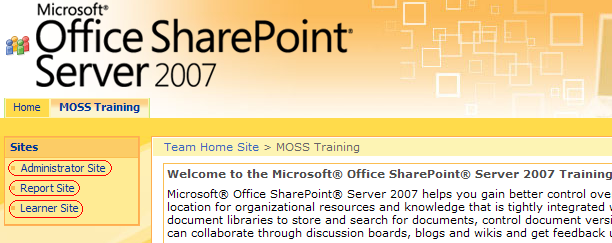 Microsoft®
Office SharePoint®
Server 2007
Home MOSS Training
Sites
Administrator Site
Report Site
Learner Site
Team Home Site > MOSS Training
Welcome to the Microsoft® Office SharePoint® Server 2007 Training
Microsoft® Office SharePoint® Server 2007 helps you gain better control ove
location for organizational resources and knowledge that is tightly integrated
document libraries to store and search for documents, control document versi
can collaborate through discussion boards, blogs and wikis and get feedback